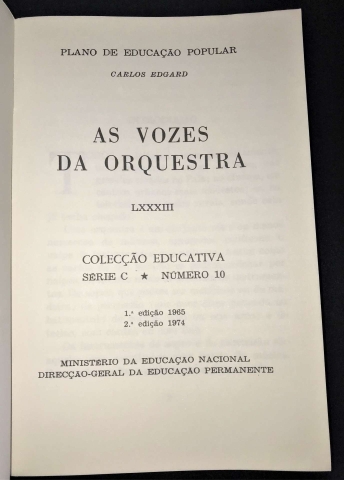 PLANO DE EDUCAÇÃO POPULAR
CARLOS EDGARD
AS VOZES
DA ORQUESTRA
LXXXIII
COLECÇÃO EDUCATIVA
SÉRIE C ★ NÚMERO 10
1.ª edição 1965
2.ª edição 1974
MINISTÉRIO DA EDUCAÇÃO NACIONAL
DIRECÇÃO-GERAL DA EDUCAÇÃO PERMANENTE